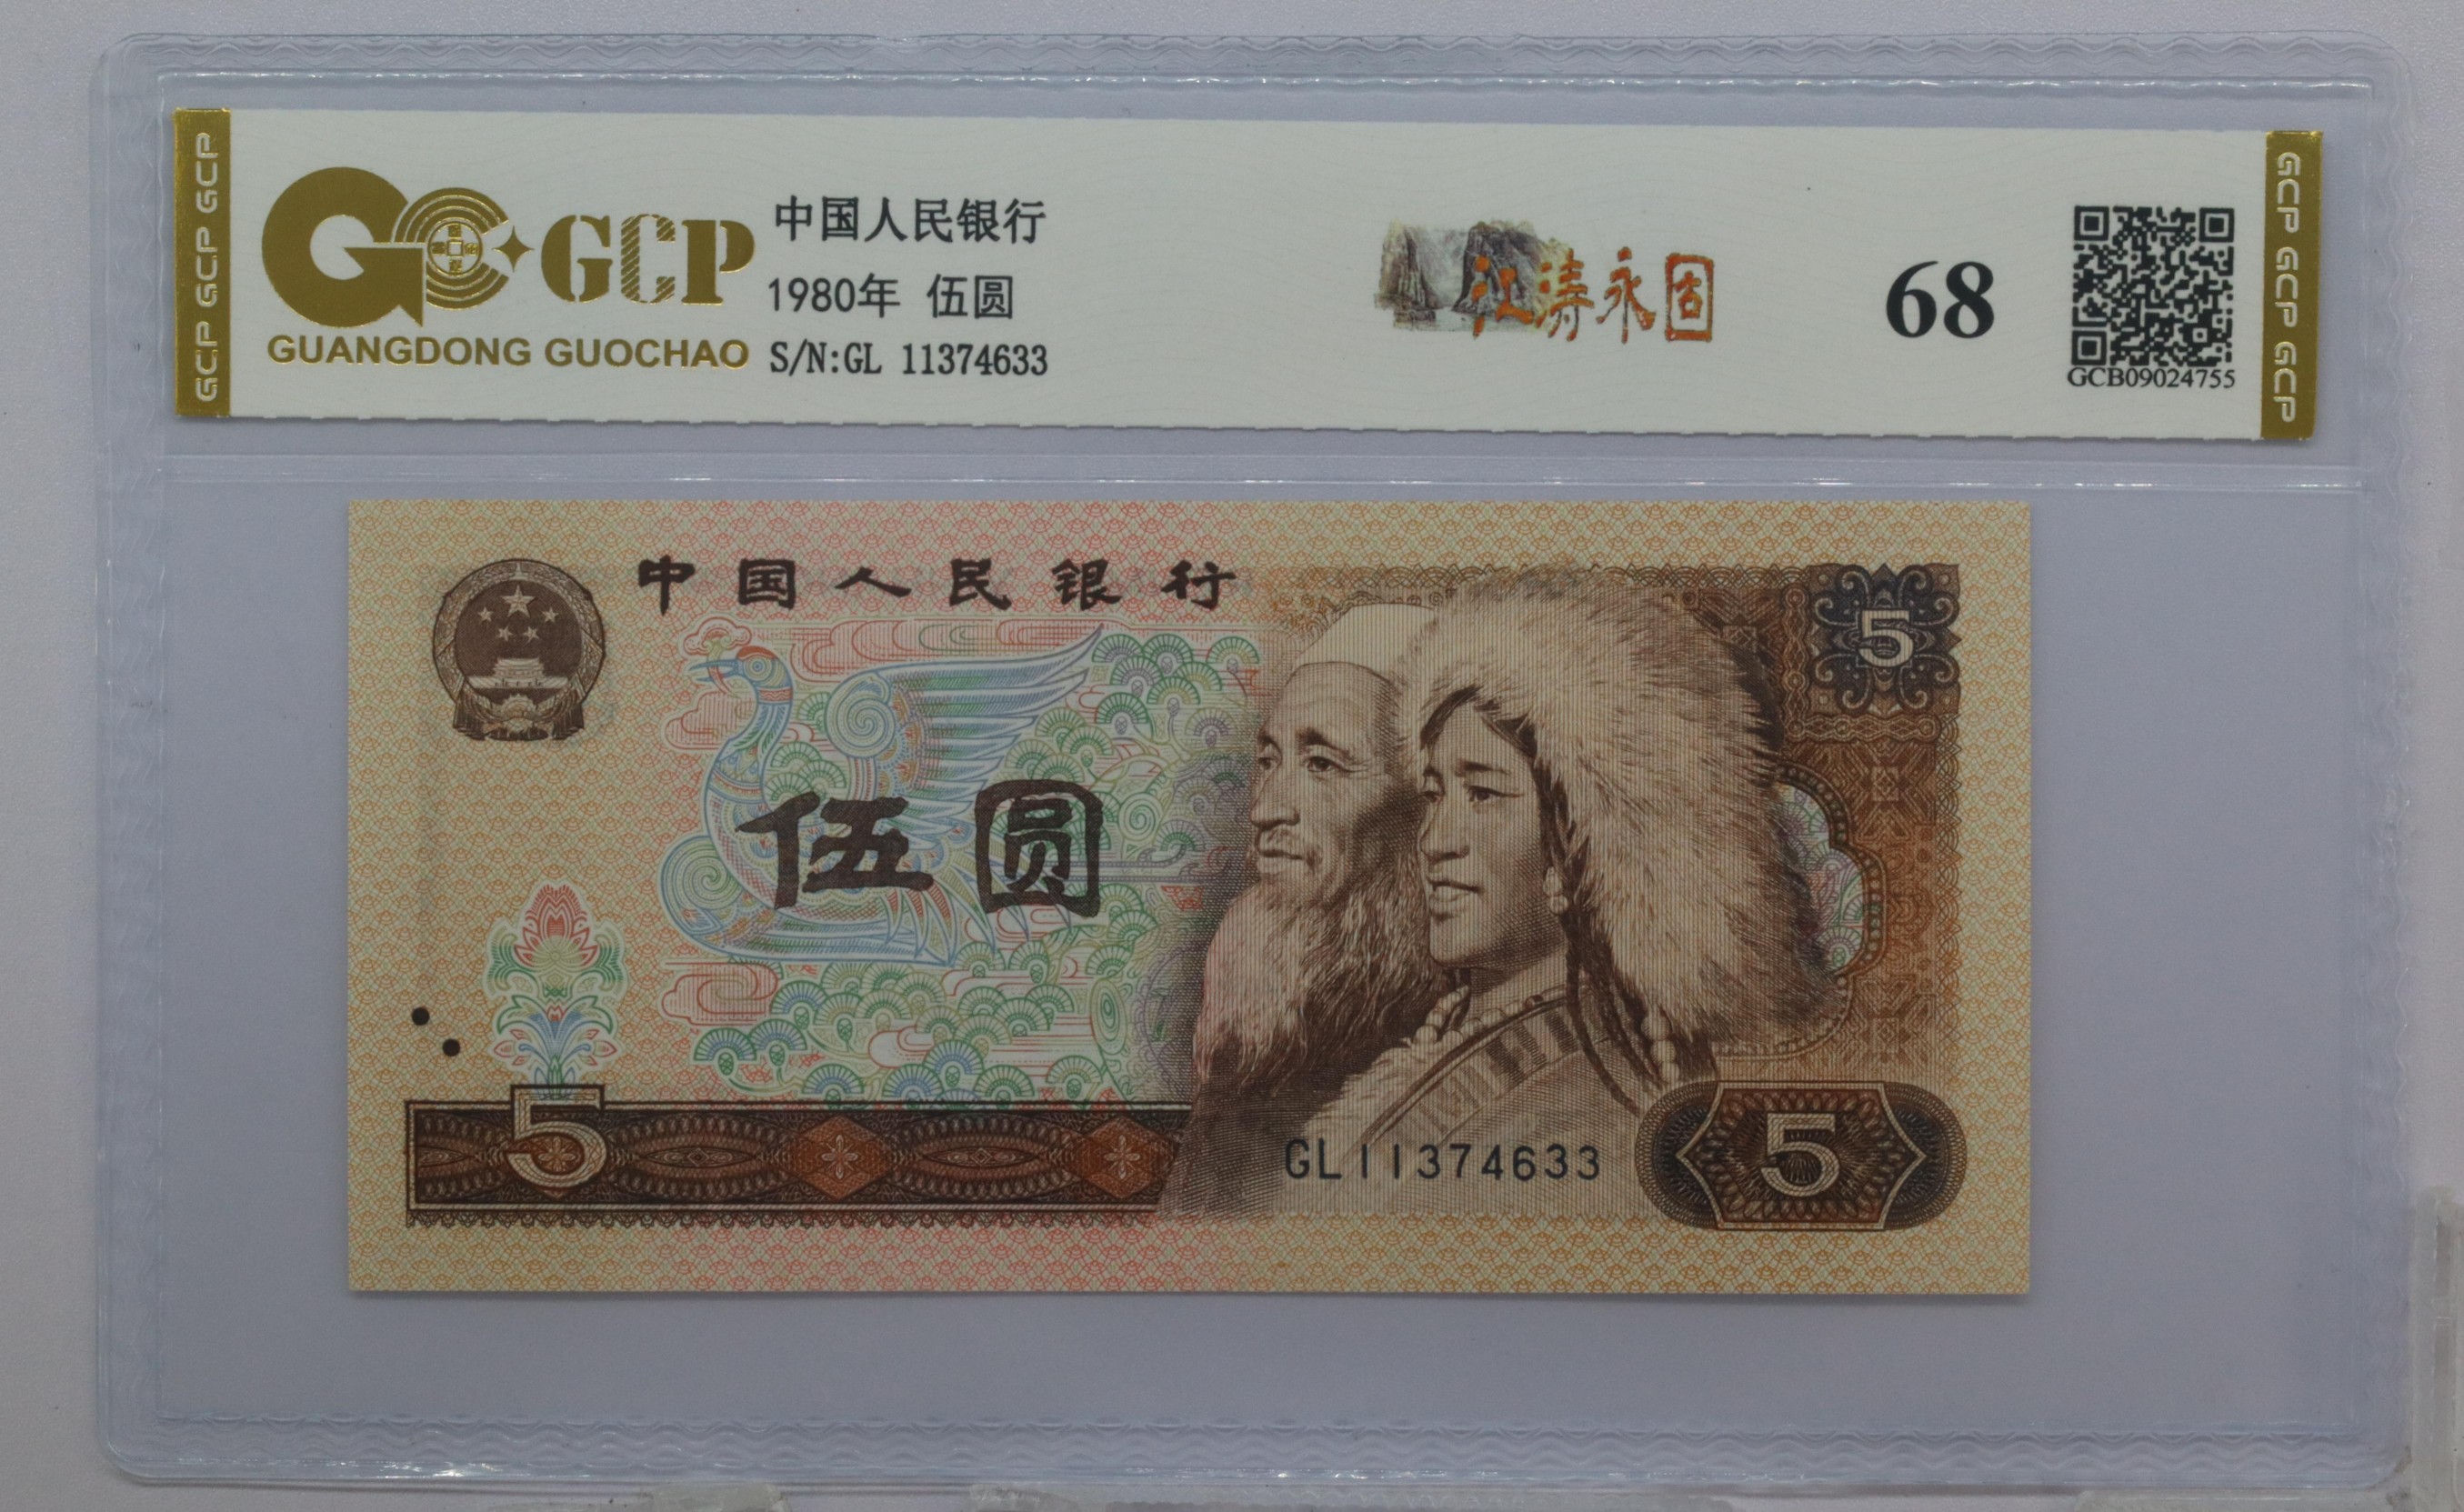 GCP GCP GCP
GCP
GUANGDONG GUOCHAO
中国人民银行
1980年 伍圆
S/N:GL 11374633
江涛永固
68
GCB09024755
GCP GCP GCP
中国人民银行
5
伍圆
5
GL11374633
5